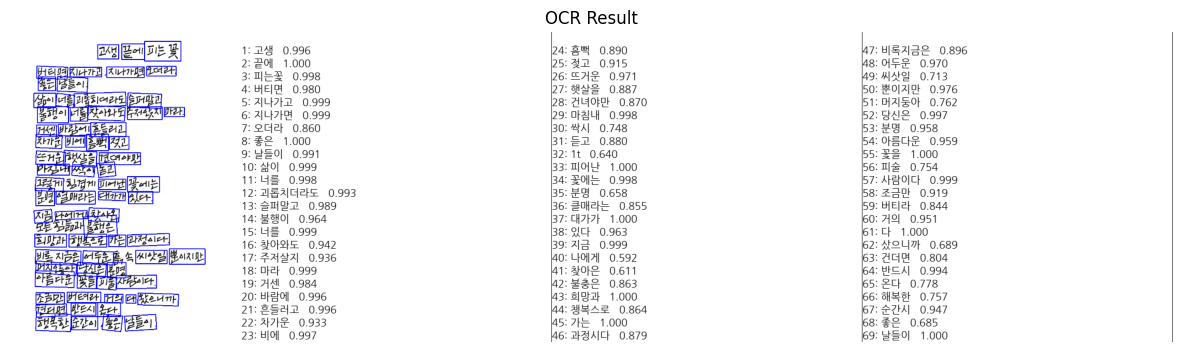 OCR Result
고생 끝에 피는 꽃
버티면 지나가고 지나가면 오더라
좋은 날들이
삶이 너를 괴롭히더라도 슬퍼말고
불행이 너를 찾아와도 주저앉지 마라
거센 바람에 흔들리고
차가운 비에 흠뻑 젖고
뜨거운 햇살을 견뎌야만
마침내 싹이 돋고
그렇게 힘겹게 피어난 꽃에는
분명 열매라는 대가가 있다
지금 나에게 찾아온
모든 힘듦과 불행은
희망과 행복으로 가는 과정이다
비록 지금은 어두운 흙 속 씨앗일 뿐이지만
머지않아 당신은 분명
아름다운 꽃을 피울 사람이다
조금만 버텨라 거의 다 왔으니까
견디면 반드시 온다
행복한 순간이, 좋은 날들이
1: 고생 0.996
2: 끝에 1.000
3: 피는꽃 0.998
4: 버티면 0.980
5: 지나가고 0.999
6: 지나가면 0.999
7: 오더라 0.860
8: 좋은 1.000
9: 날들이 0.991
10: 삶이 0.999
11: 너를 0.998
12: 괴롭치더라도 0.993
13: 슬퍼말고 0.989
14: 불행이 0.964
15: 너를 0.999
16: 찾아와도 0.942
17: 주저살지 0.936
18: 마라 0.999
19: 거센 0.984
20: 바람에 0.996
21: 흔들러고 0.996
22: 차가운 0.933
23: 비에 0.997
24: 흠뻑 0.890
25: 젖고 0.915
26: 뜨거운 0.971
27: 햇살을 0.887
28: 건녀야만 0.870
29: 마침내 0.998
30: 싹시 0.748
31: 듣고 0.880
32: 1t 0.640
33: 피어난 1.000
34: 꽃에는 0.998
35: 분명 0.658
36: 클매라는 0.855
37: 대가가 1.000
38: 있다 0.963
39: 지금 0.999
40: 나에게 0.592
41: 찾아은 0.611
42: 불충은 0.863
43: 희망과 1.000
44: 챙복스로 0.864
45: 가는 1.000
46: 과정시다 0.879
47: 비록지금은 0.896
48: 어두운 0.970
49: 씨삿일 0.713
50: 뿐이지만 0.976
51: 머지둥아 0.762
52: 당신은 0.997
53: 분명 0.958
54: 아름다운 0.959
55: 꽃을 1.000
56: 피술 0.754
57: 사람이다 0.999
58: 조금만 0.919
59: 버티라 0.844
60: 거의 0.951
61: 다 1.000
62: 샀으니까 0.689
63: 건더면 0.804
64: 반드시 0.994
65: 온다 0.778
66: 해복한 0.757
67: 순간시 0.947
68: 좋은 0.685
69: 날들이 1.000